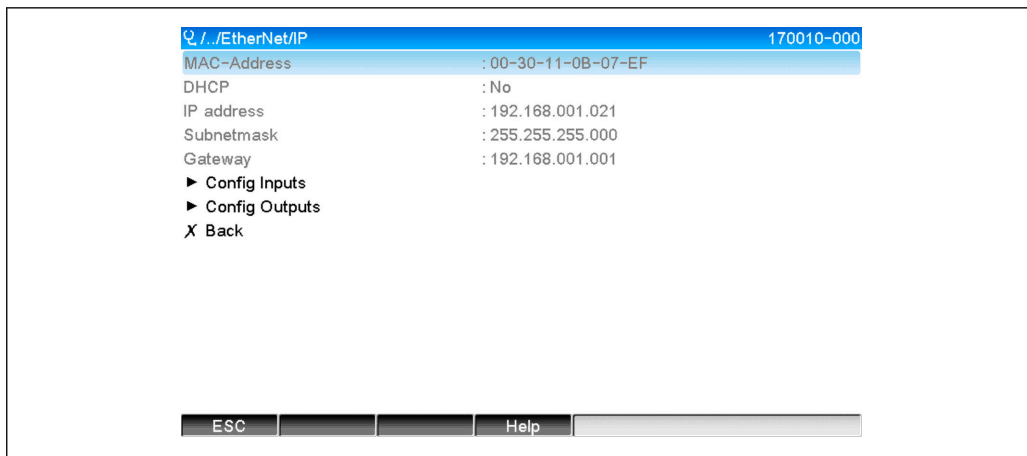 /../EtherNet/IP 170010-000
MAC-Address : 00-30-11-0B-07-EF
DHCP : No
IP address : 192.168.001.021
Subnetmask : 255.255.255.000
Gateway : 192.168.001.001
► Config Inputs
► Config Outputs
X Back
ESC Help